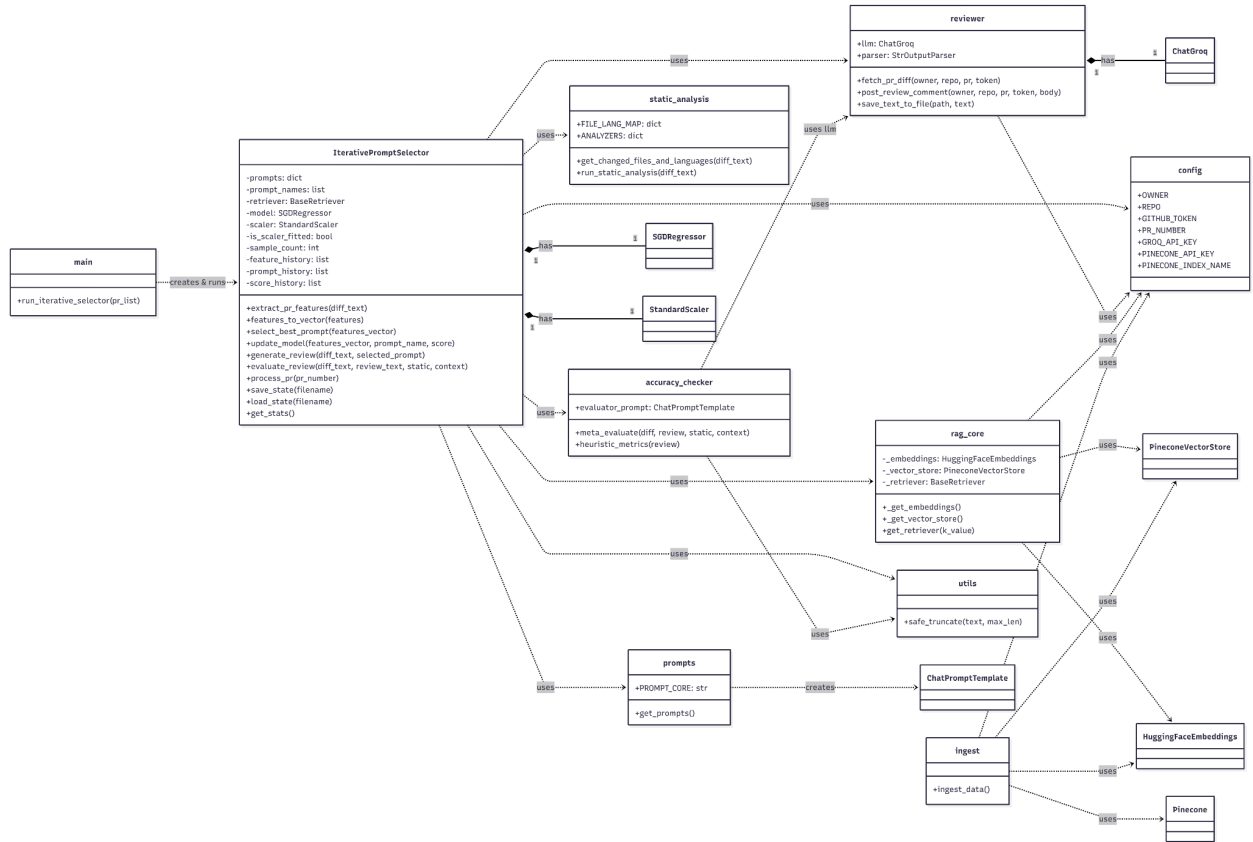 main
+run_iterative_selector(pr_list)
creates & runs
IterativePromptSelector
-prompts: dict
-prompt_names: list
-retriever: BaseRetriever
-model: SGDRegressor
-scaler: StandardScaler
-is_scaler_fitted: bool
-sample_count: int
-feature_history: list
-prompt_history: list
-score_history: list
+extract_pr_features(diff_text)
+features_to_vector(features)
+select_best_prompt(features_vector)
+update_model(features_vector, prompt_name, score)
+generate_review(diff_text, selected_prompt)
+evaluate_review(diff_text, review_text, static, context)
+process_pr(pr_number)
+save_state(filename)
+load_state(filename)
+get_stats()
uses
uses
uses
has
1
1
has
1
1
uses
uses
uses
uses
static_analysis
+FILE_LANG_MAP: dict
+ANALYZERS: dict
+get_changed_files_and_languages(diff_text)
+run_static_analysis(diff_text)
SGDRegressor
StandardScaler
accuracy_checker
+evaluator_prompt: ChatPromptTemplate
+meta_evaluate(diff, review, static, context)
+heuristic_metrics(review)
uses llm
uses
prompts
+PROMPT_CORE: str
+get_prompts()
creates
reviewer
+llm: ChatGroq
+parser: StrOutputParser
+fetch_pr_diff(owner, repo, pr, token)
+post_review_comment(owner, repo, pr, token, body)
+save_text_to_file(path, text)
has
1
1
ChatGroq
config
+OWNER
+REPO
+GITHUB_TOKEN
+PR_NUMBER
+GROQ_API_KEY
+PINECONE_API_KEY
+PINECONE_INDEX_NAME
uses
uses
uses
rag_core
-_embeddings: HuggingFaceEmbeddings
-_vector_store: PineconeVectorStore
-_retriever: BaseRetriever
+_get_embeddings()
+_get_vector_store()
+get_retriever(k_value)
uses
PineconeVectorStore
utils
+safe_truncate(text, max_len)
uses
uses
ChatPromptTemplate
ingest
+ingest_data()
uses
HuggingFaceEmbeddings
uses
Pinecone